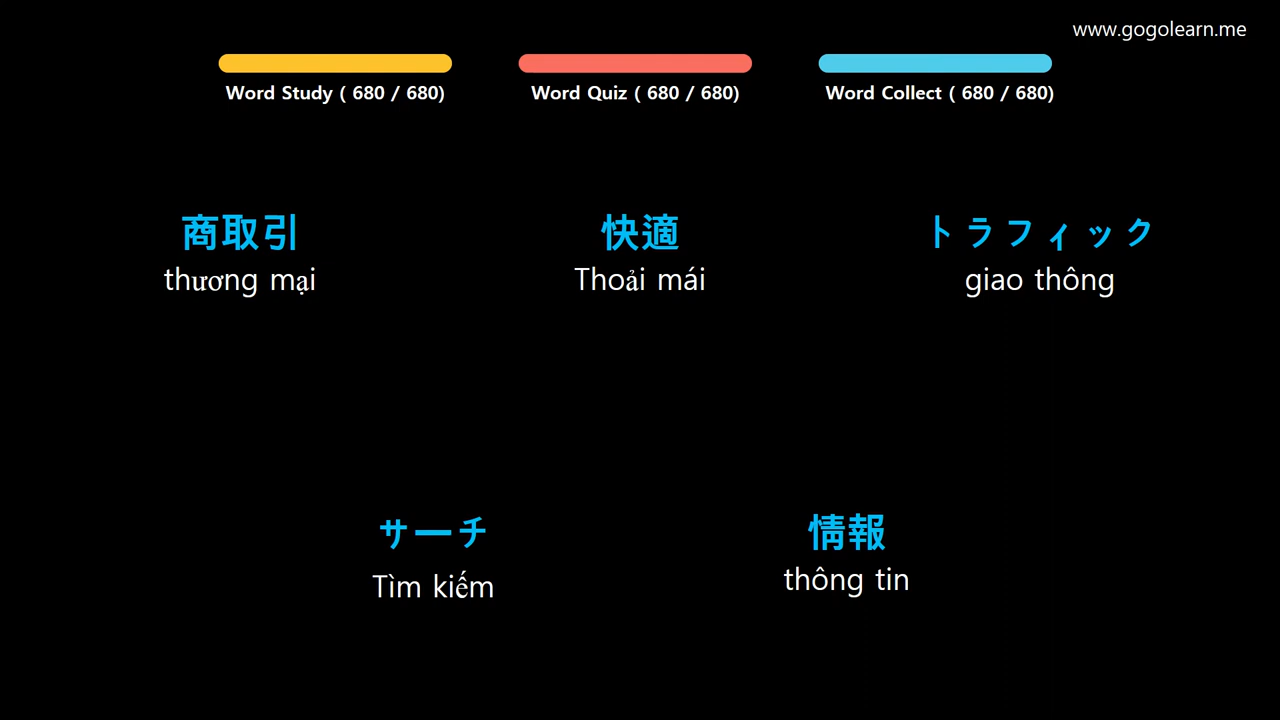 www.gogolearn.me
Word Study ( 680 / 680)
Word Quiz ( 680 / 680)
Word Collect ( 680 / 680)
商取引
thương mại
快適
Thoải mái
トラフィック
giao thông
サーチ
Tìm kiếm
情報
thông tin